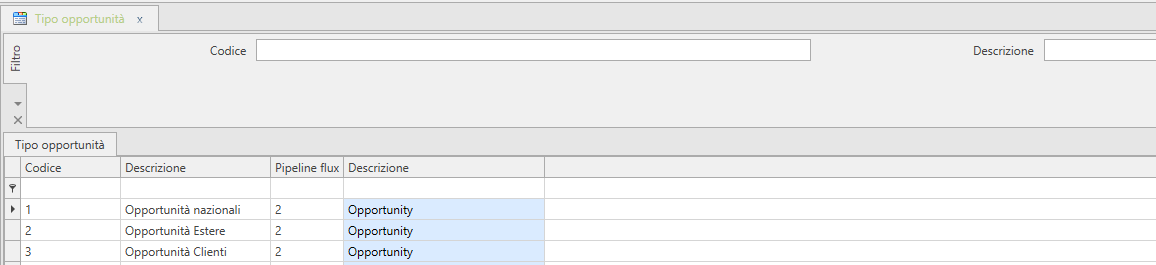 Tipo opportunità x
Filtro
Codice
Descrizione
Tipo opportunità
Codice Descrizione Pipeline flux Descrizione
1 Opportunità nazionali 2 Opportunity
2 Opportunità Estere 2 Opportunity
3 Opportunità Clienti 2 Opportunity